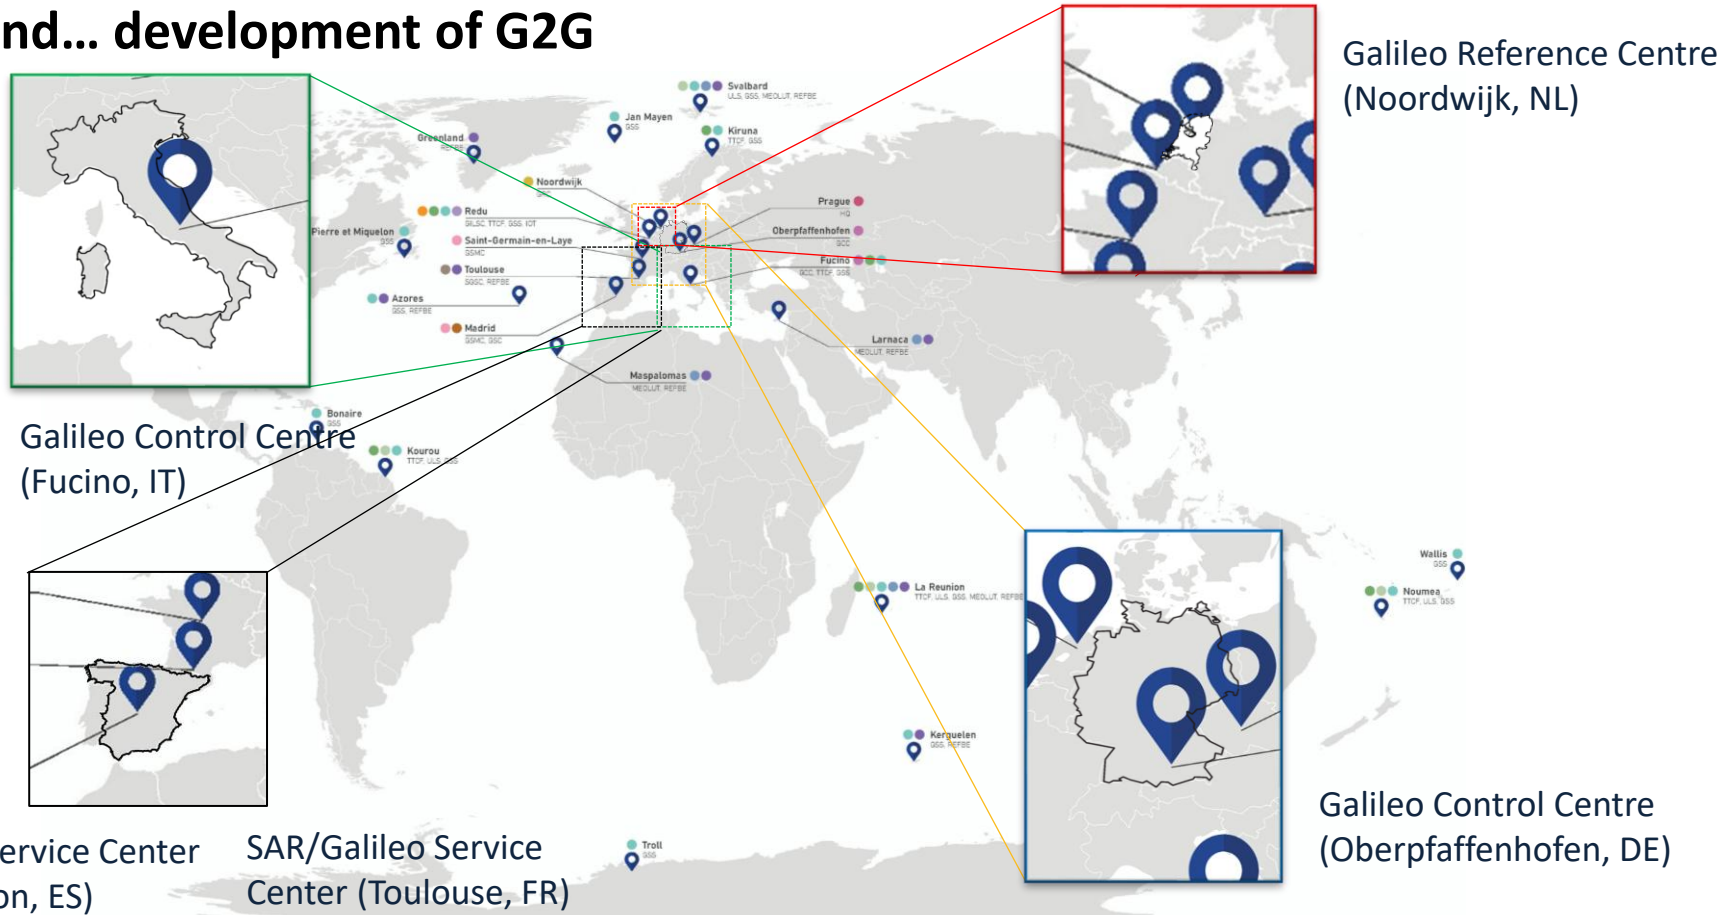 nd... development of G2G
Galileo Reference Centre
(Noordwijk, NL)
Svalbard
ULS, GSS, MEOLUT, REFBE
Jan Mayen
GSS
Kiruna
TTCF, GSS
Greenland
REFBE
Noordwijk
Redu
SILSC, TTCF, GSS, IOT
Prague
HQ
Pierre et Miquelon
GSS
Saint-Germain-en-Laye
GSMC
Oberpfaffenhofen
GCC
Toulouse
SGSC, REFBE
Fucino
GCC, TTCF, GSS
Azores
GSS, REFBE
Madrid
GSMC, GSC
Larnaca
MEOLUT, REFBE
Maspalomas
MEOLUT, REFBE
Bonaire
GSS
Galileo Control Centre
(Fucino, IT)
Kourou
TTCF, ULS, GSS
Wallis
GSS
La Reunion
TTCF, ULS, GSS, MEOLUT, REFBE
Noumea
TTCF, ULS, GSS
Kerguelen
GSS, REFBE
Galileo Control Centre
(Oberpfaffenhofen, DE)
Troll
GSS
ervice Center
on, ES)
SAR/Galileo Service
Center (Toulouse, FR)